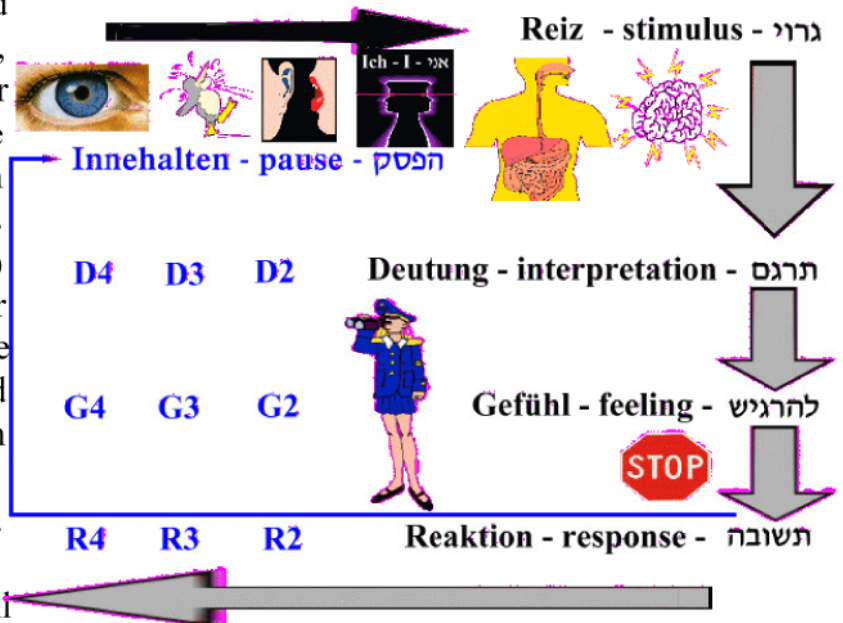 Reiz - stimulus - גרוי
Ich - I - אני
Innehalten - pause - הפסק
D4 D3 D2 Deutung - interpretation - תרגם
G4 G3 G2 Gefühl - feeling - להרגיש
STOP
R4 R3 R2 Reaktion - response - תשובה